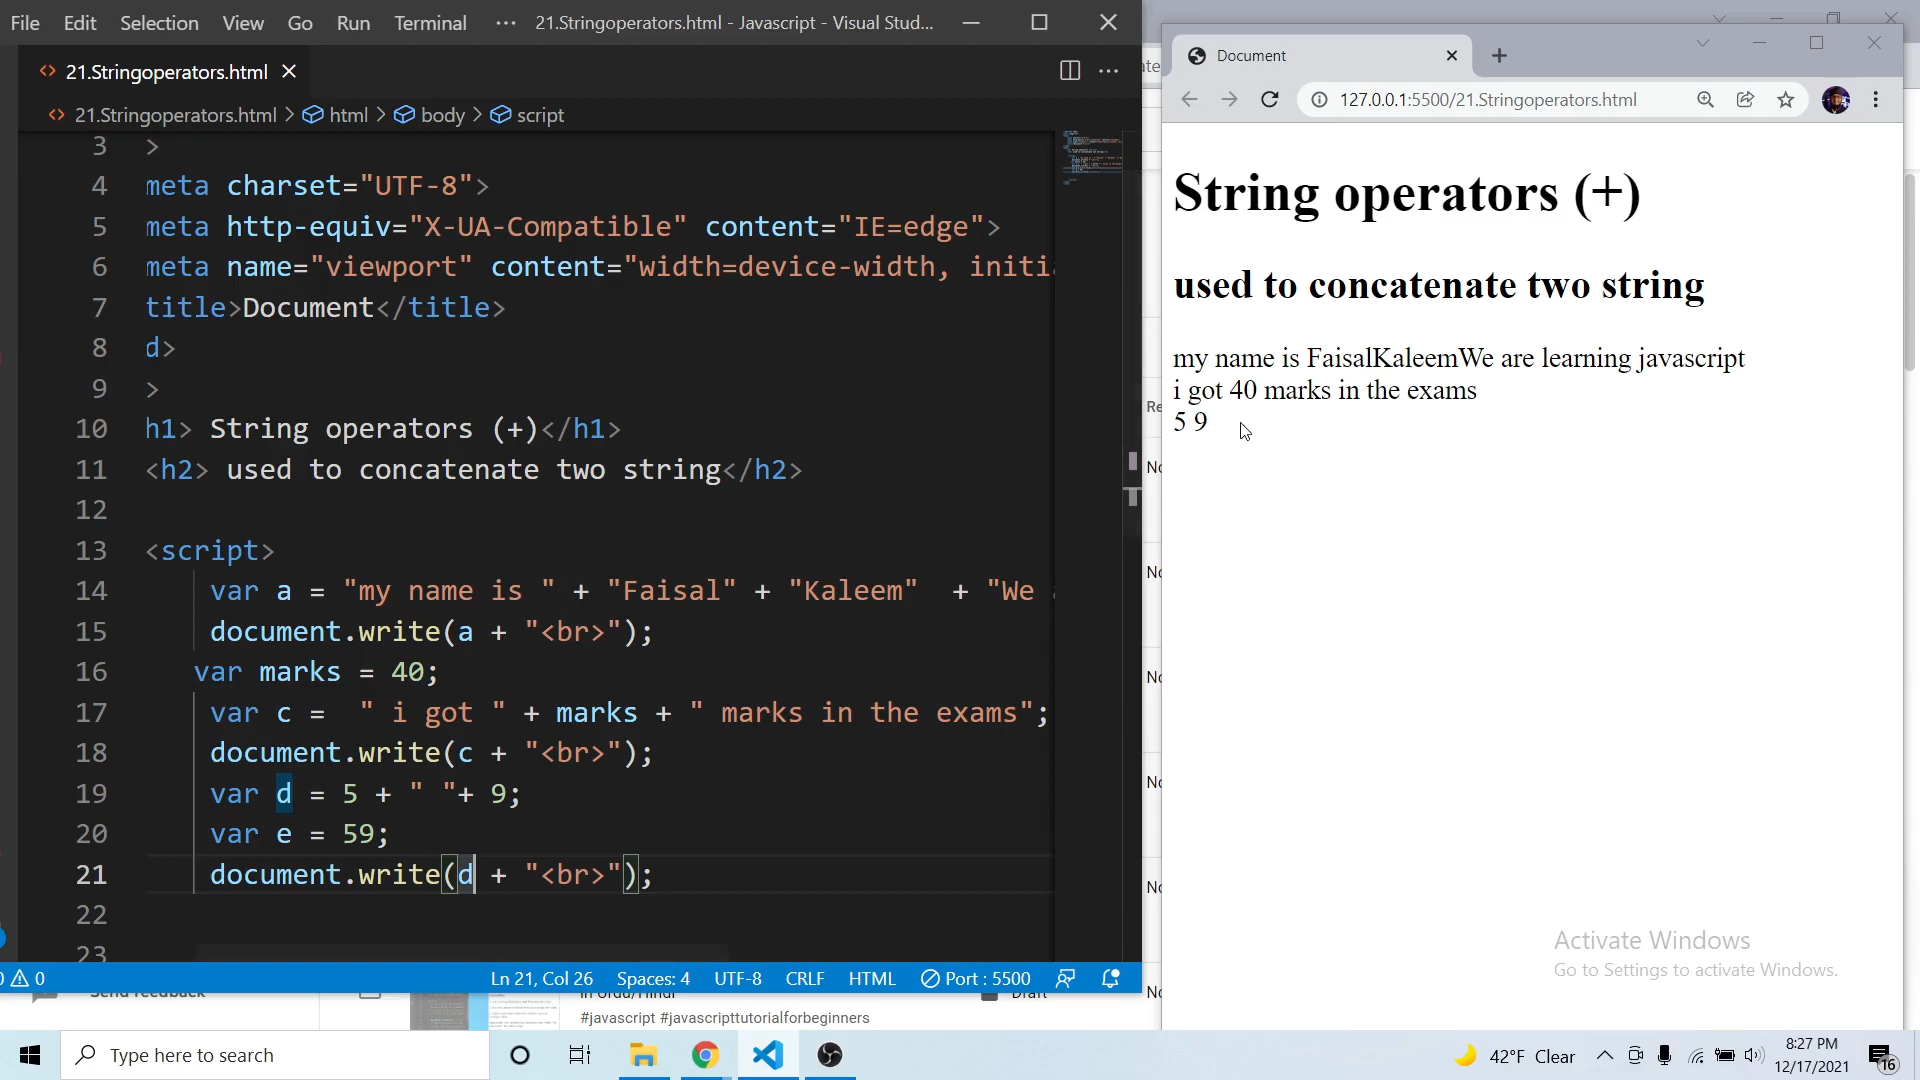 File Edit Selection View Go Run Terminal ··· 21.Stringoperators.html - Javascript - Visual Stud...
21.Stringoperators.html
21.Stringoperators.html > html > body > script
3 >
4 meta charset="UTF-8">
5 meta http-equiv="X-UA-Compatible" content="IE=edge">
6 meta name="viewport" content="width=device-width, initi
7 title>Document</title>
8 d>
9 >
10 h1> String operators (+)</h1>
11 <h2> used to concatenate two string</h2>
12
13 <script>
14 var a = "my name is " + "Faisal" + "Kaleem"  + "We
15 document.write(a + "<br>");
16 var marks = 40;
17 var c =  " i got " + marks + " marks in the exams";
18 document.write(c + "<br>");
19 var d = 5 + " "+ 9;
20 var e = 59;
21 document.write(d + "<br>");
22
23
0 Ln 21, Col 26 Spaces: 4 UTF-8 CRLF HTML Port : 5500
Send feedback
in Urdu/Hindi
Draft
#javascript #javascripttutorialforbeginners
Document
127.0.0.1:5500/21.Stringoperators.html
String operators (+)
used to concatenate two string
my name is FaisalKaleemWe are learning javascript
i got 40 marks in the exams
5 9
Activate Windows
Go to Settings to activate Windows.
Type here to search
42°F Clear
8:27 PM
12/17/2021
16